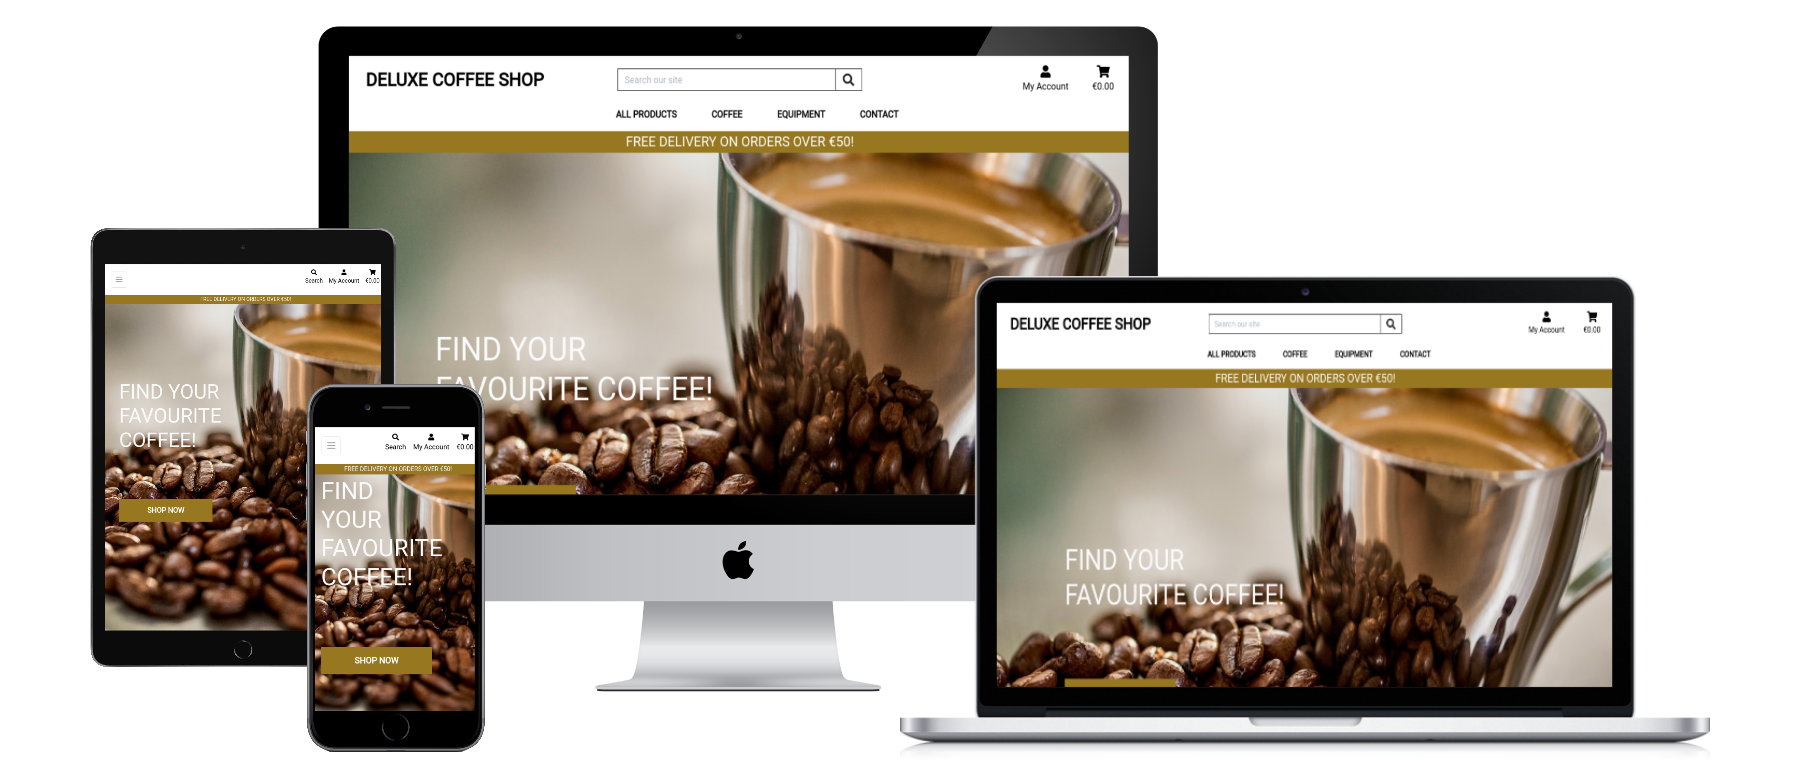 DELUXE COFFEE SHOP
Search our site
My Account
€0.00
ALL PRODUCTS COFFEE EQUIPMENT CONTACT
FREE DELIVERY ON ORDERS OVER €50!
FIND YOUR
FAVOURITE COFFEE!
Search My Account €0.00
FREE DELIVERY ON ORDERS OVER €50!
FIND YOUR
FAVOURITE
COFFEE!
SHOP NOW
Search My Account €0.00
FREE DELIVERY ON ORDERS OVER €50!
FIND
YOUR
FAVOURITE
COFFEE!
SHOP NOW
DELUXE COFFEE SHOP
Search our site
My Account
€0.00
ALL PRODUCTS COFFEE EQUIPMENT CONTACT
FREE DELIVERY ON ORDERS OVER €50!
FIND YOUR
FAVOURITE COFFEE!